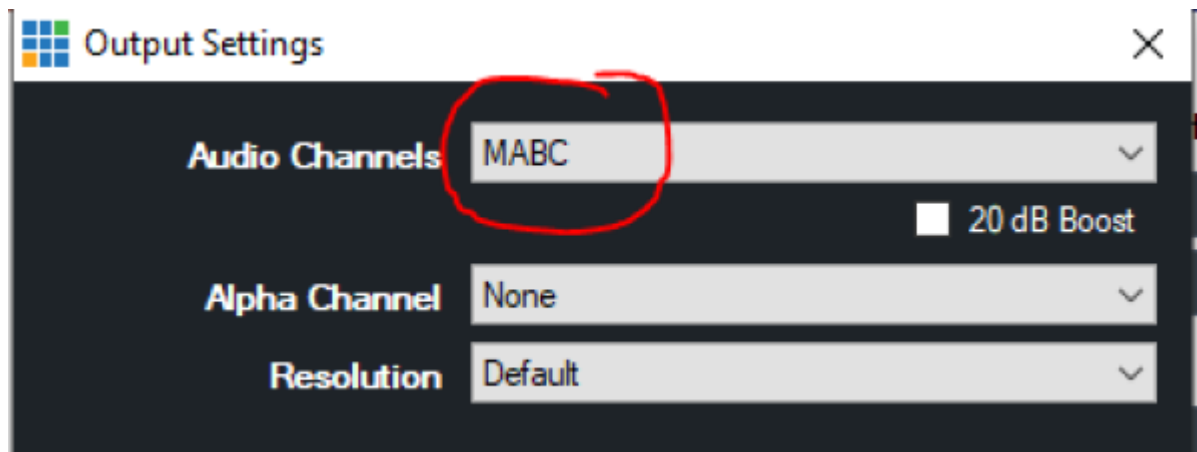 Output Settings
Audio Channels MABC
20 dB Boost
Alpha Channel None
Resolution Default